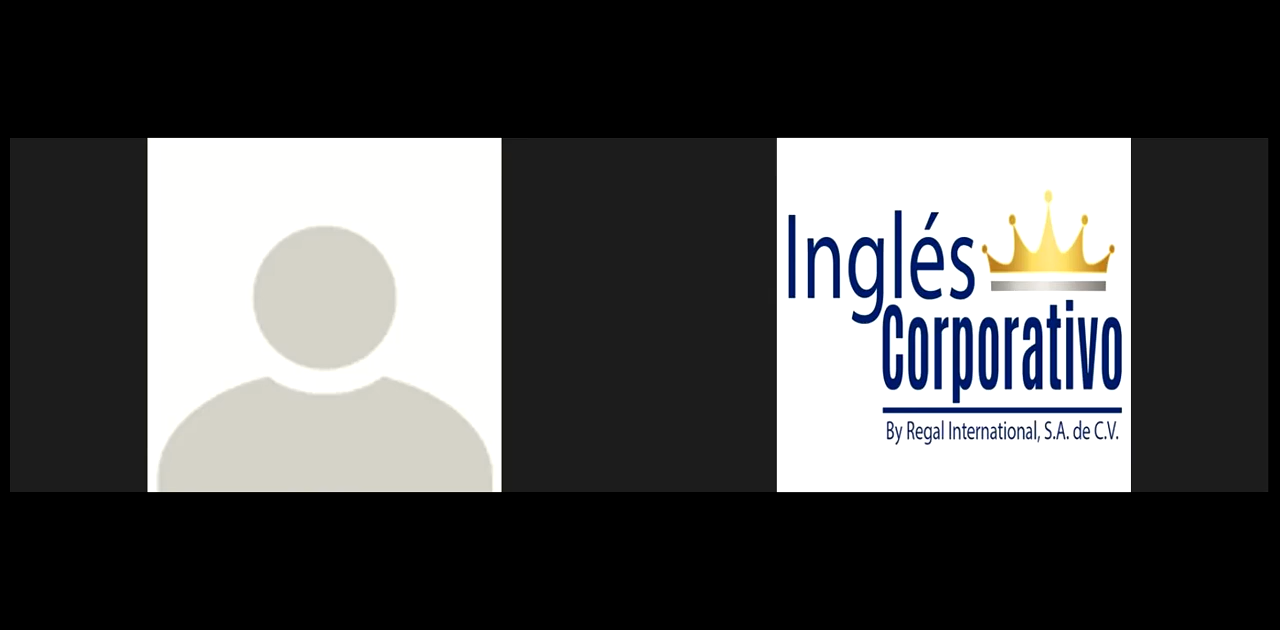 Inglés
Corporativo
By Regal International, S.A. de C.V.